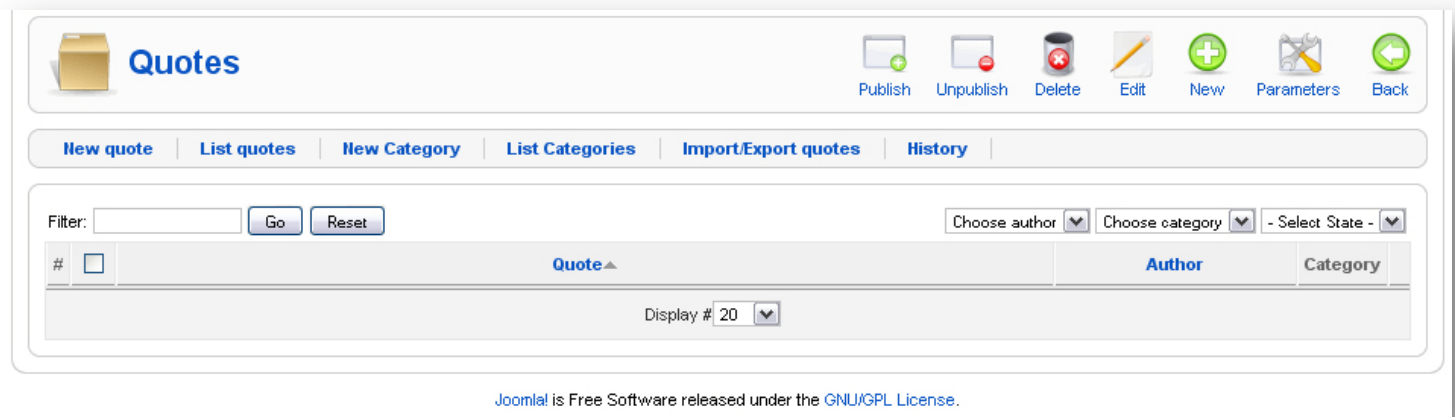 Quotes
Publish Unpublish Delete Edit New Parameters Back
New quote List quotes New Category List Categories Import/Export quotes History
Filter: Go Reset Choose author Choose category - Select State -
# Quote Author Category
Display # 20
Joomla! is Free Software released under the GNU/GPL License.